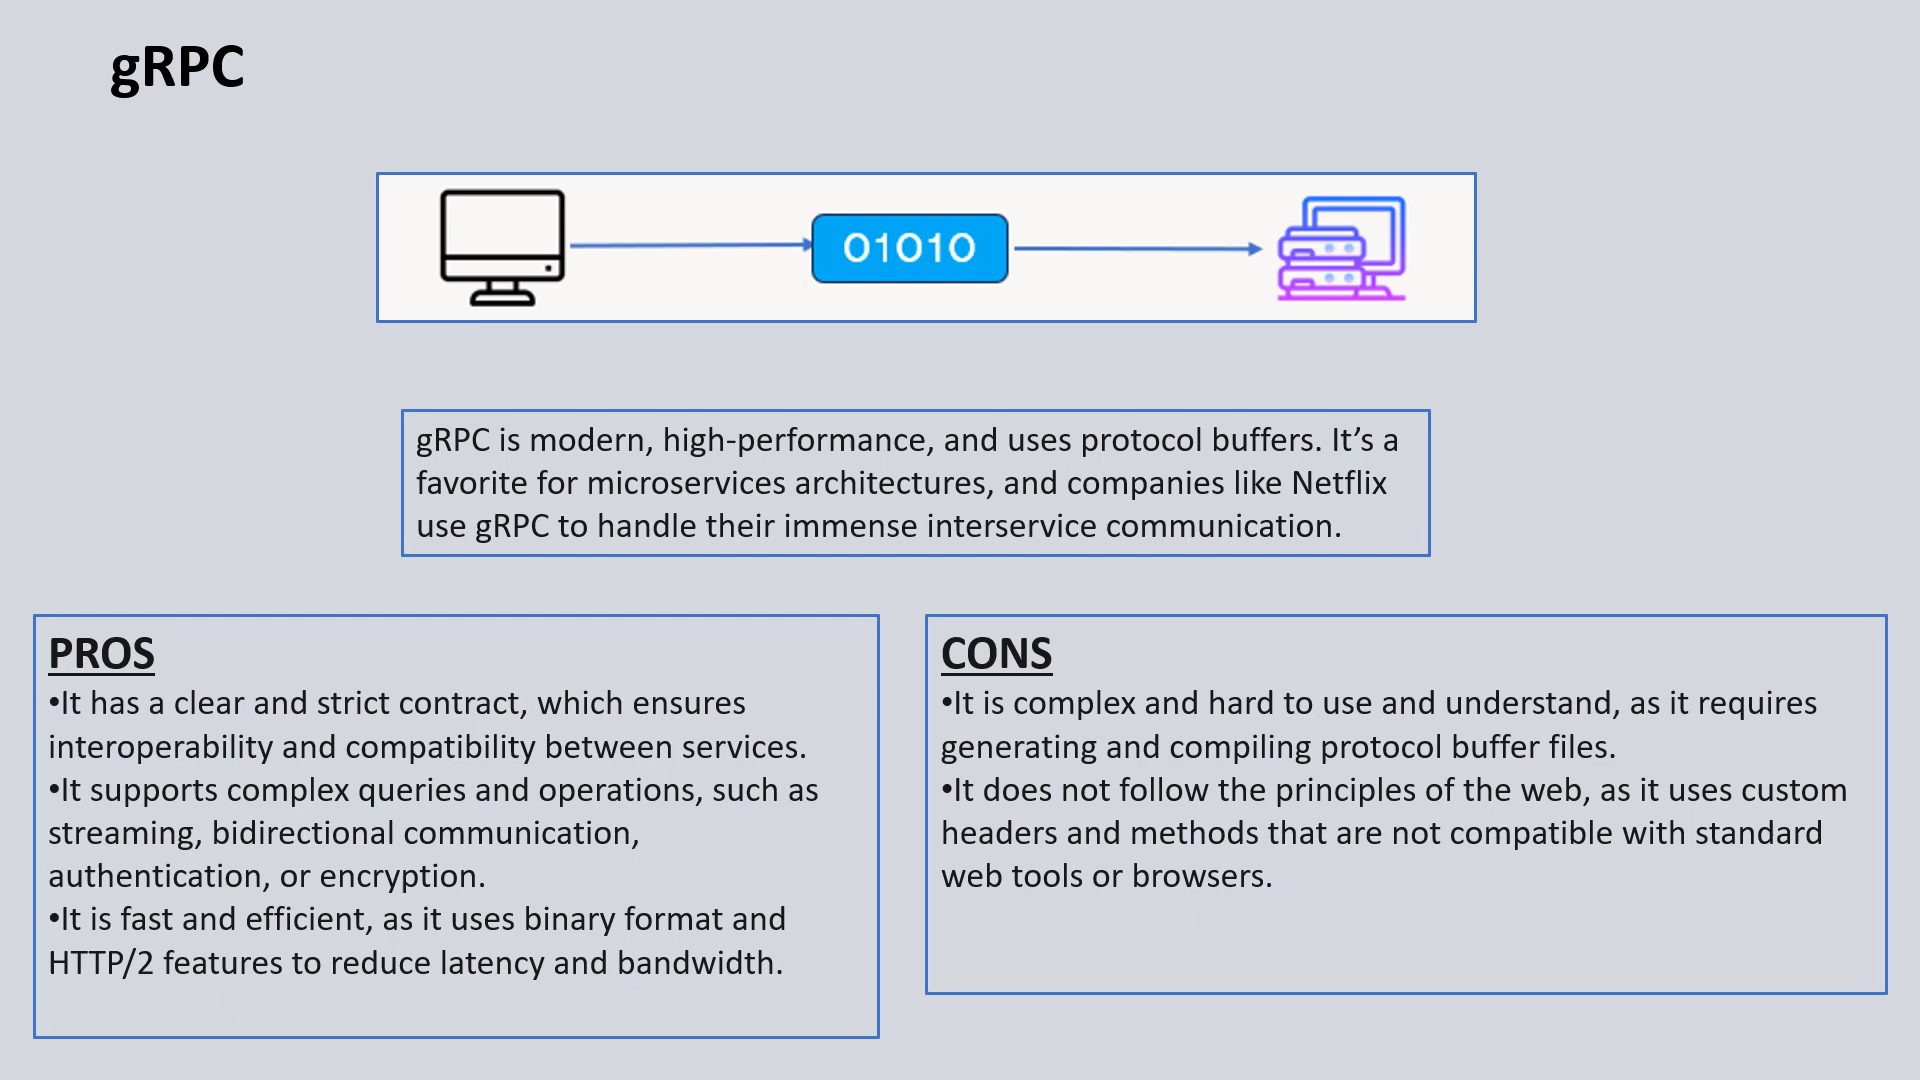 gRPC
01010
gRPC is modern, high-performance, and uses protocol buffers. It’s a
favorite for microservices architectures, and companies like Netflix
use gRPC to handle their immense interservice communication.
PROS
•It has a clear and strict contract, which ensures
interoperability and compatibility between services.
•It supports complex queries and operations, such as
streaming, bidirectional communication,
authentication, or encryption.
•It is fast and efficient, as it uses binary format and
HTTP/2 features to reduce latency and bandwidth.
CONS
•It is complex and hard to use and understand, as it requires
generating and compiling protocol buffer files.
•It does not follow the principles of the web, as it uses custom
headers and methods that are not compatible with standard
web tools or browsers.